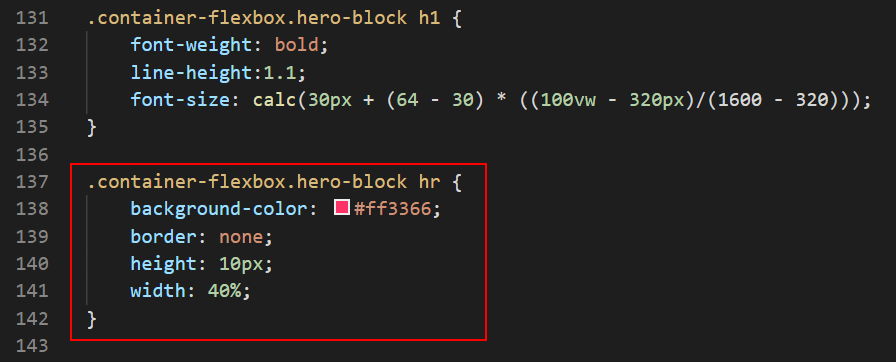 131 .container-flexbox.hero-block h1 {
132 font-weight: bold;
133 line-height:1.1;
134 font-size: calc(30px + (64 - 30) * ((100vw - 320px)/(1600 - 320)));
135 }
136
137 .container-flexbox.hero-block hr {
138 background-color: #ff3366;
139 border: none;
140 height: 10px;
141 width: 40%;
142 }
143